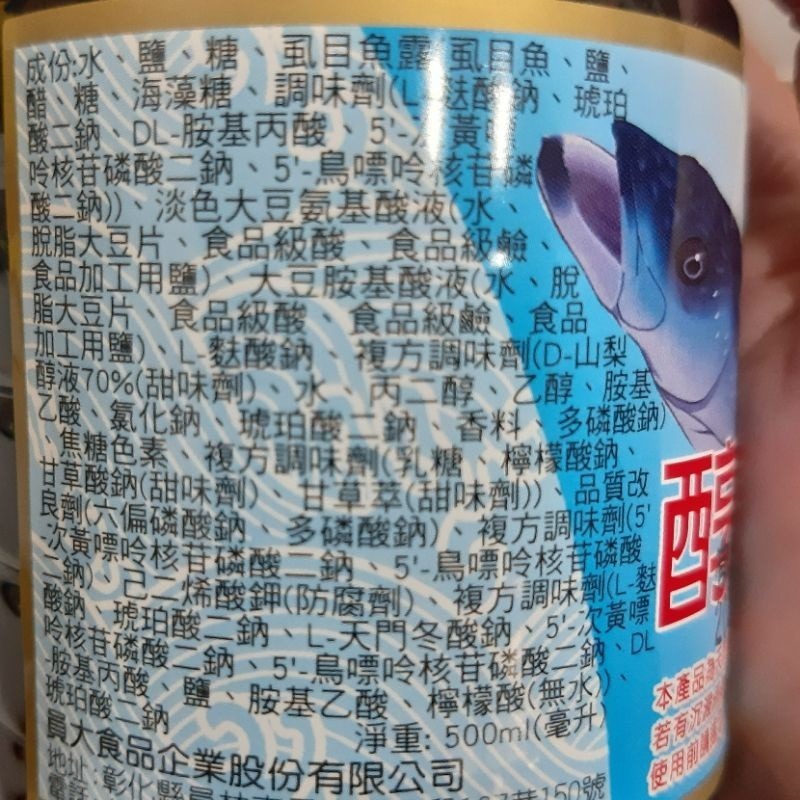 成份:水、鹽、糖、虱目魚露(虱目魚、鹽、
醋、糖、海藻糖、調味劑(L-麩酸鈉、琥珀
酸二鈉、DL-胺基丙酸、5'-次黃嘌
呤核苷磷酸二鈉、5'-鳥嘌呤核苷磷
酸二鈉))、淡色大豆氨基酸液(水、
脫脂大豆片、食品級酸、食品級鹼、
食品加工用鹽)、大豆胺基酸液(水、脫
脂大豆片、食品級酸、食品級鹼、食品
加工用鹽)、L-麩酸鈉、複方調味劑(D-山梨
醇液70%(甜味劑)、水、丙二醇、乙醇、胺基
乙酸、氯化鈉、琥珀酸二鈉、香料、多磷酸鈉)
、焦糖色素、複方調味劑(乳糖、檸檬酸鈉、
甘草酸鈉(甜味劑)、甘草萃(甜味劑))、品質改
良劑(六偏磷酸鈉、多磷酸鈉)、複方調味劑(5'
-次黃嘌呤核苷磷酸二鈉、5'-鳥嘌呤核苷磷酸
二鈉)、己二烯酸鉀(防腐劑)、複方調味劑(L-麩
酸鈉、琥珀酸二鈉、L-天門冬酸鈉、5'-次黃嘌
呤核苷磷酸二鈉、5'-鳥嘌呤核苷磷酸二鈉、DL
-胺基丙酸、鹽、胺基乙酸、檸檬酸(無水))、
琥珀酸二鈉
淨重: 500ml(毫升)
員大食品企業股份有限公司
地址:彰化縣員林
150號
電話
醇
本產品為
若有沉澱
使用前